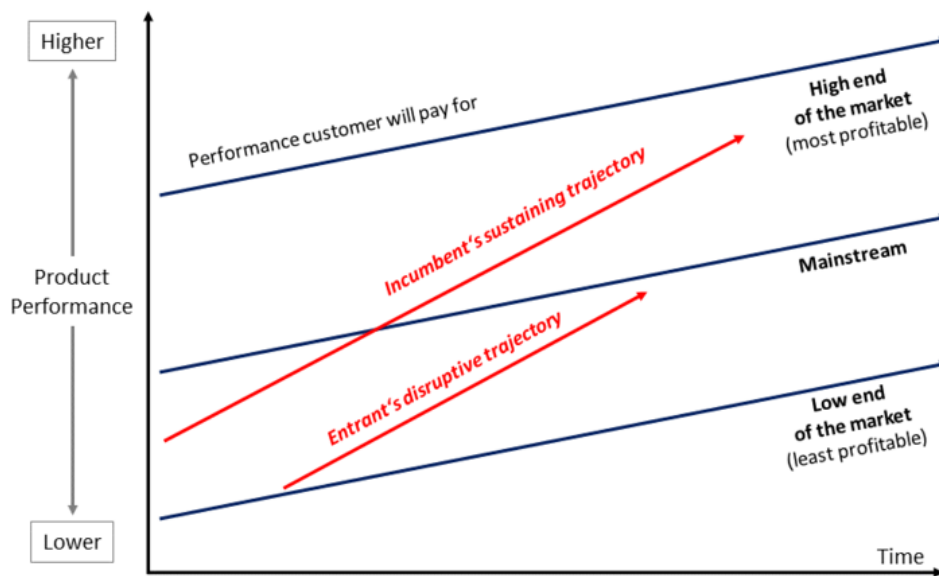 Higher
Product
Performance
Lower
Performance customer will pay for
Incumbent‘s sustaining trajectory
Entrant‘s disruptive trajectory
High end
of the market
(most profitable)
Mainstream
Low end
of the market
(least profitable)
Time